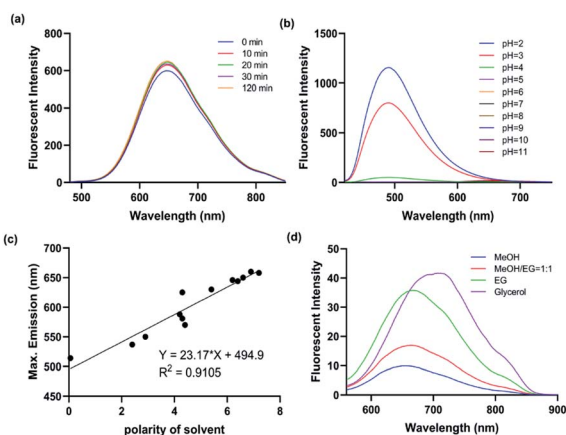 (a)
Fluorescent Intensity
800
600
400
200
0
500
600
700
800
Wavelength (nm)
0 min
10 min
20 min
30 min
120 min
(b)
Fluorescent Intensity
1500
1000
500
0
500
600
700
Wavelength (nm)
pH=2
pH=3
pH=4
pH=5
pH=6
pH=7
pH=8
pH=9
pH=10
pH=11
(c)
Max. Emission (nm)
700
650
600
550
500
450
0
2
4
6
8
polarity of solvent
Y = 23.17*X + 494.9
R² = 0.9105
(d)
Fluorescent Intensity
50
40
30
20
10
0
600
700
800
900
Wavelength (nm)
MeOH
MeOH/EG=1:1
EG
Glycerol